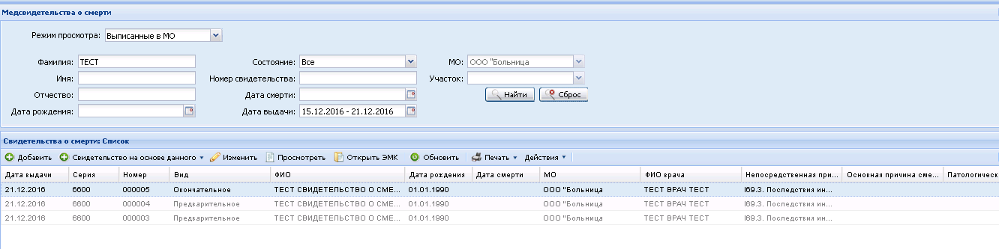 Медсвидетельства о смерти
Режим просмотра: Выписанные в МО
Фамилия: ТЕСТ Состояние: Все МО: ООО "Больница
Имя: Номер свидетельства: Участок:
Отчество: Дата смерти: Найти Сброс
Дата рождения: Дата выдачи: 15.12.2016 - 21.12.2016
Свидетельства о смерти: Список
Добавить Свидетельство на основе данного Изменить Просмотреть Открыть ЭМК Обновить Печать Действия
Дата выдачи Серия Номер Вид ФИО Дата рождения Дата смерти МО ФИО врача Непосредственная при... Основная причина сме... Патологическ
21.12.2016 6600 000005 Окончательное ТЕСТ СВИДЕТЕЛЬСТВО О СМЕ... 01.01.1990 ООО "Больница ТЕСТ ВРАЧ ТЕСТ I69.3. Последствия ин...
21.12.2016 6600 000004 Предварительное ТЕСТ СВИДЕТЕЛЬСТВО О СМЕ... 01.01.1990 ООО "Больница ТЕСТ ВРАЧ ТЕСТ I69.3. Последствия ин...
21.12.2016 6600 000003 Предварительное ТЕСТ СВИДЕТЕЛЬСТВО О СМЕ... 01.01.1990 ООО "Больница ТЕСТ ВРАЧ ТЕСТ I69.3. Последствия ин...